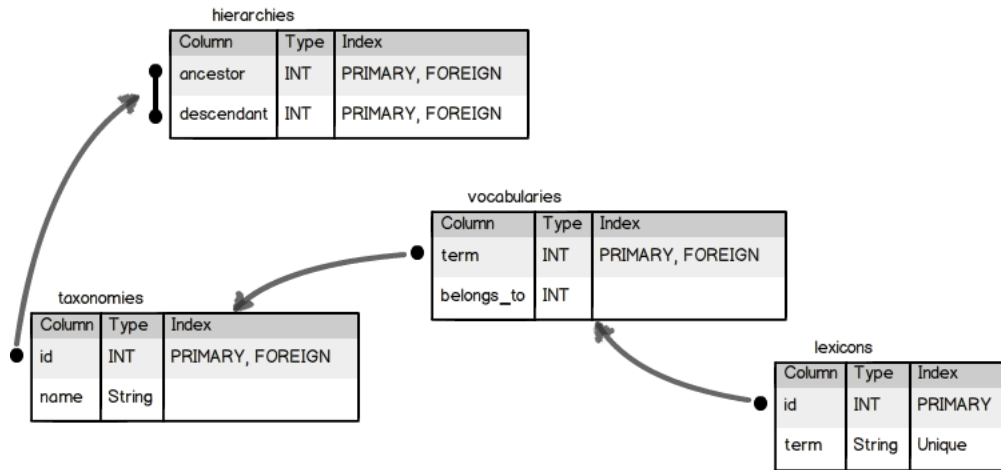 hierarchies
Column Type Index
ancestor INT PRIMARY, FOREIGN
descendant INT PRIMARY, FOREIGN
vocabularies
Column Type Index
term INT PRIMARY, FOREIGN
belongs_to INT
taxonomies
Column Type Index
id INT PRIMARY, FOREIGN
name String
lexicons
Column Type Index
id INT PRIMARY
term String Unique